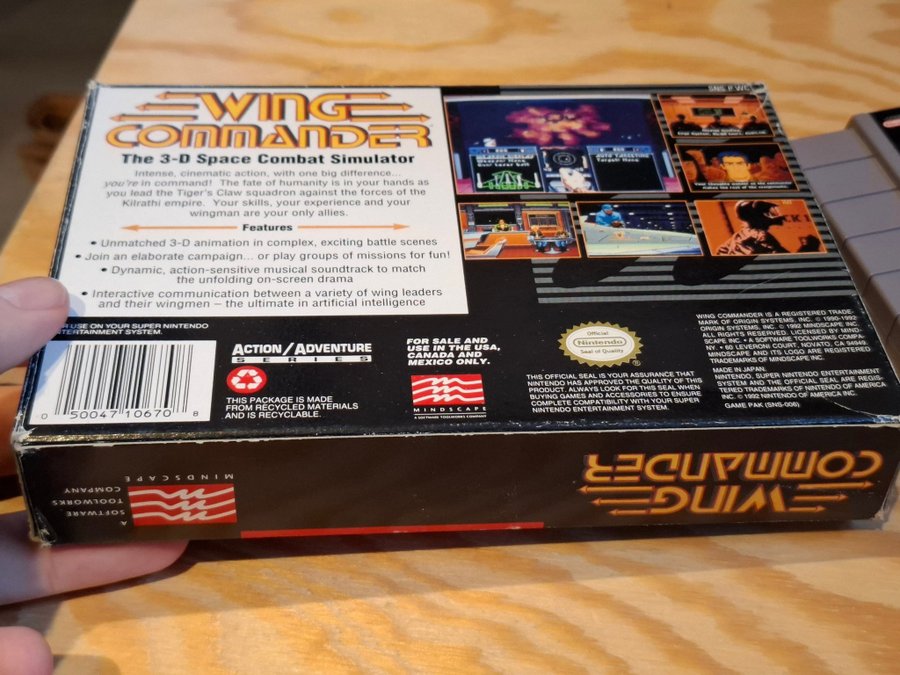 WING
COMMANDER
The 3-D Space Combat Simulator
Intense, cinematic action, with one big difference...
you're in command! The fate of humanity is in your hands as
you lead the Tiger's Claw squadron against the forces of the
Kilrathi empire. Your skills, your experience and your
wingman are your only allies.
Features
• Unmatched 3-D animation in complex, exciting battle scenes
• Join an elaborate campaign... or play groups of missions for fun!
• Dynamic, action-sensitive musical soundtrack to match
the unfolding on-screen drama
• Interactive communication between a variety of wing leaders
and their wingmen – the ultimate in artificial intelligence
SNS P WC
USE ON YOUR SUPER NINTENDO
ENTERTAINMENT SYSTEM.
0 50047 10670 8
ACTION/ADVENTURE
SERIES
THIS PACKAGE IS MADE
FROM RECYCLED MATERIALS
AND IS RECYCLABLE.
FOR SALE AND
USE IN THE USA,
CANADA AND
MEXICO ONLY.
MINDSCAPE
A SOFTWARE TOOLWORKS COMPANY
Official
Nintendo
Seal of Quality
THIS OFFICIAL SEAL IS YOUR ASSURANCE THAT
NINTENDO HAS APPROVED THE QUALITY OF THIS
PRODUCT. ALWAYS LOOK FOR THIS SEAL WHEN
BUYING GAMES AND ACCESSORIES TO ENSURE
COMPLETE COMPATIBILITY WITH YOUR SUPER
NINTENDO ENTERTAINMENT SYSTEM.
WING COMMANDER IS A REGISTERED TRADE-
MARK OF ORIGIN SYSTEMS, INC. © 1990-1992
ORIGIN SYSTEMS, INC. © 1992 MINDSCAPE INC.
ALL RIGHTS RESERVED. LICENSED BY MIND-
SCAPE INC • A SOFTWARE TOOLWORKS COMPA-
NY. • 60 LEVERONI COURT, NOVATO, CA 94949.
MINDSCAPE AND ITS LOGO ARE REGISTERED
TRADEMARKS OF MINDSCAPE INC.
MADE IN JAPAN.
NINTENDO, SUPER NINTENDO ENTERTAINMENT
SYSTEM AND THE OFFICIAL SEAL ARE REGIS-
TERED TRADEMARKS OF NINTENDO OF AMERICA
INC. © 1992 NINTENDO OF AMERICA INC.
GAME PAK (SNS-006)
WING
COMMANDER
MINDSCAPE
A
SOFTWARE
TOOLWORKS
COMPANY